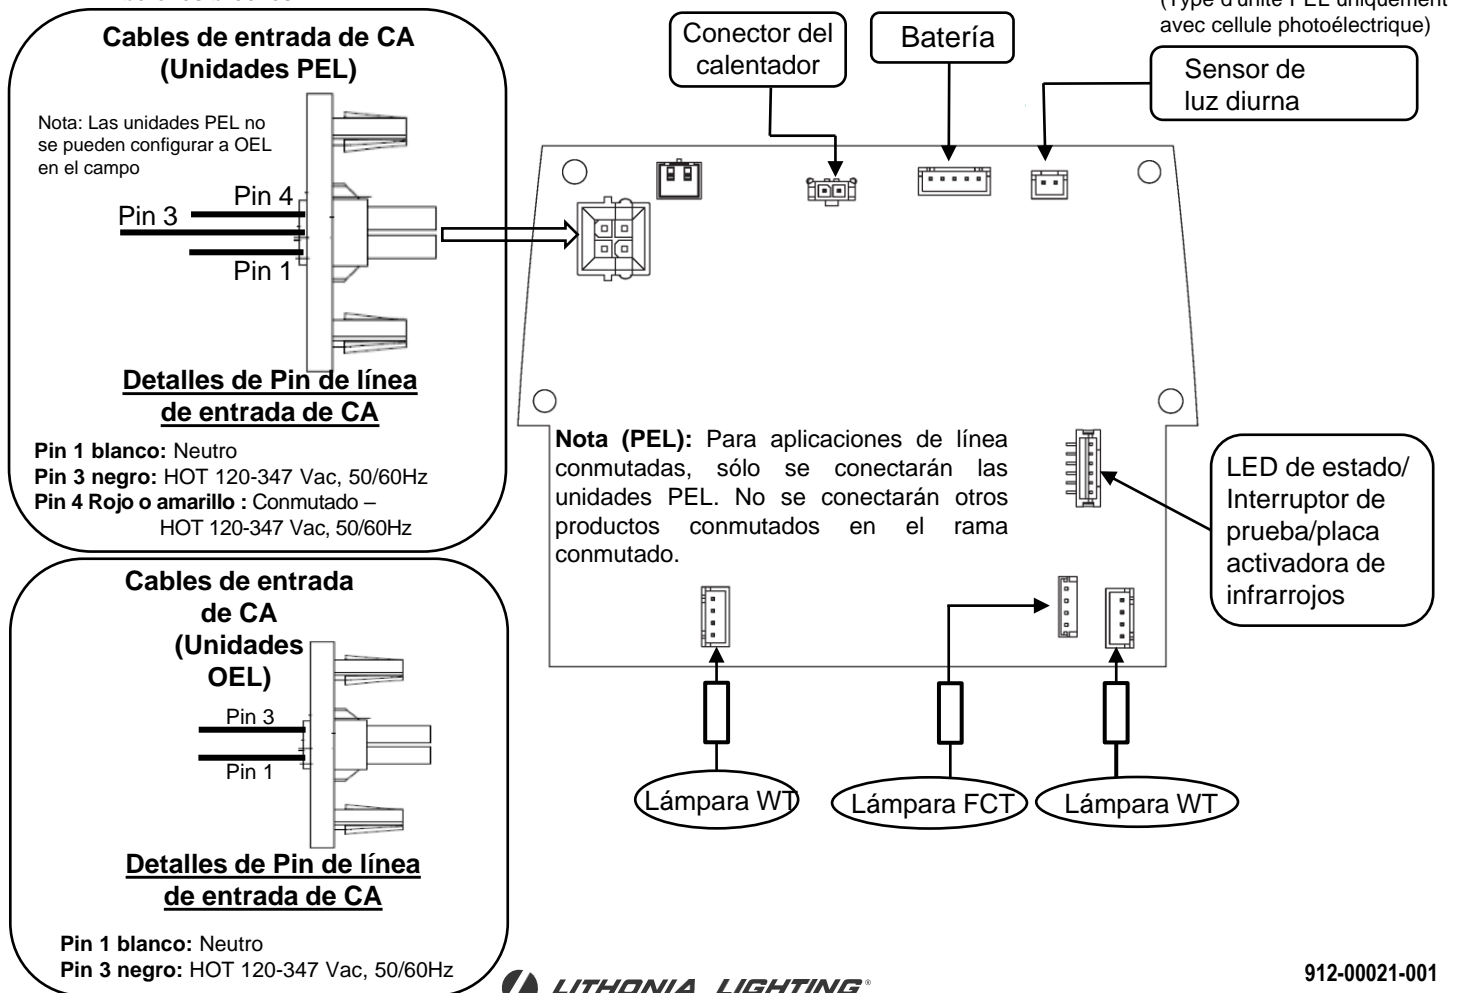 (Type d'unité PEL uniquement
avec cellule photoélectrique)
Cables de entrada de CA
(Unidades PEL)
Nota: Las unidades PEL no
se pueden configurar a OEL
en el campo
Pin 4
Pin 3
Pin 1
Detalles de Pin de línea
de entrada de CA
Pin 1 blanco: Neutro
Pin 3 negro: HOT 120-347 Vac, 50/60Hz
Pin 4 Rojo o amarillo : Conmutado –
HOT 120-347 Vac, 50/60Hz
Conector del
calentador
Batería
Sensor de
luz diurna
Nota (PEL): Para aplicaciones de línea
conmutadas, sólo se conectarán las
unidades PEL. No se conectarán otros
productos conmutados en el rama
conmutado.
LED de estado/
Interruptor de
prueba/placa
activadora de
infrarrojos
Cables de entrada
de CA
(Unidades
OEL)
Pin 3
Pin 1
Detalles de Pin de línea
de entrada de CA
Pin 1 blanco: Neutro
Pin 3 negro: HOT 120-347 Vac, 50/60Hz
Lámpara WT
Lámpara FCT
Lámpara WT
LITHONIA LIGHTING®
912-00021-001